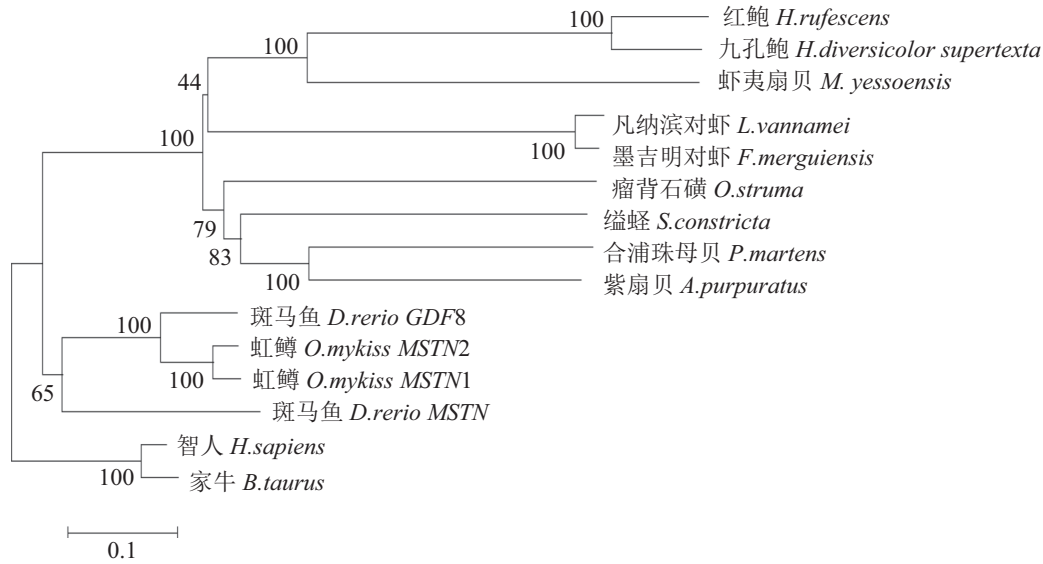 100
红鲍 H.rufescens
九孔鲍 H.diversicolor supertexta
100
虾夷扇贝 M. yessoensis
44
凡纳滨对虾 L.vannamei
100
100
墨吉明对虾 F.merguiensis
瘤背石磺 O.struma
79
缢蛏 S.constricta
83
合浦珠母贝 P.martens
100
紫扇贝 A.purpuratus
斑马鱼 D.rerio GDF8
100
虹鳟 O.mykiss MSTN2
100
虹鳟 O.mykiss MSTN1
65
斑马鱼 D.rerio MSTN
智人 H.sapiens
100
家牛 B.taurus
0.1